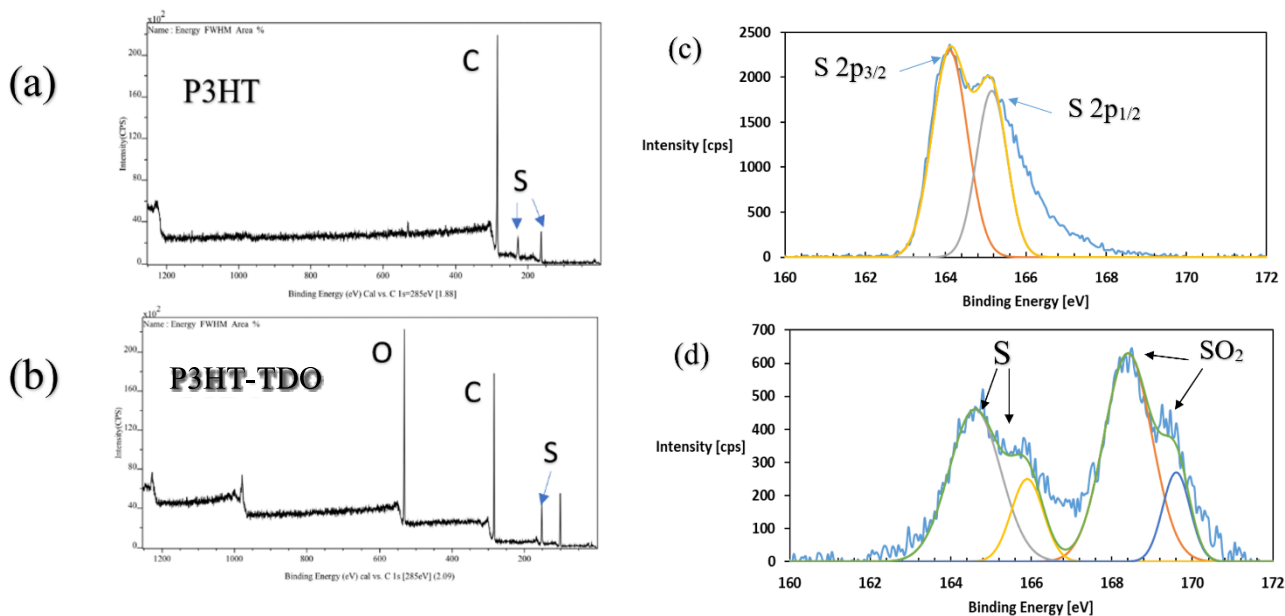 (a)
×10²
Name : Energy FWHM Area %
P3HT
C
S
Intensity(CPS)
200
160
120
80
40
0
1200 1000 800 600 400 200
Binding Energy (eV) Cal vs. C 1s=285eV [1.88]
(b)
×10²
Name : Energy FWHM Area %
P3HT-TDO
O
C
S
Intensity(CPS)
200
160
120
80
40
0
1200 1000 800 600 400 200
Binding Energy (eV) cal vs. C 1s [285eV] (2.09)
(c)
S 2p3/2
S 2p1/2
Intensity [cps]
2500
2000
1500
1000
500
0
160 162 164 166 168 170 172
Binding Energy [eV]
(d)
S
SO₂
Intensity [cps]
700
600
500
400
300
200
100
0
160 162 164 166 168 170 172
Binding Energy [eV]